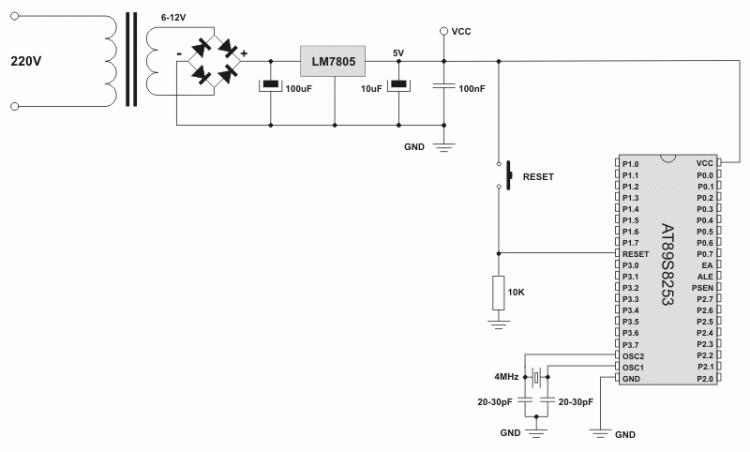 6-12V
VCC
220V
-
+
LM7805
5V
100uF
10uF
100nF
GND
RESET
10K
P1.0
P1.1
P1.2
P1.3
P1.4
P1.5
P1.6
P1.7
RESET
P3.0
P3.1
P3.2
P3.3
P3.4
P3.5
P3.6
P3.7
OSC2
OSC1
GND
AT89S8253
VCC
P0.0
P0.1
P0.2
P0.3
P0.4
P0.5
P0.6
P0.7
EA
ALE
PSEN
P2.7
P2.6
P2.5
P2.4
P2.3
P2.2
P2.1
P2.0
4MHz
20-30pF
20-30pF
GND
GND